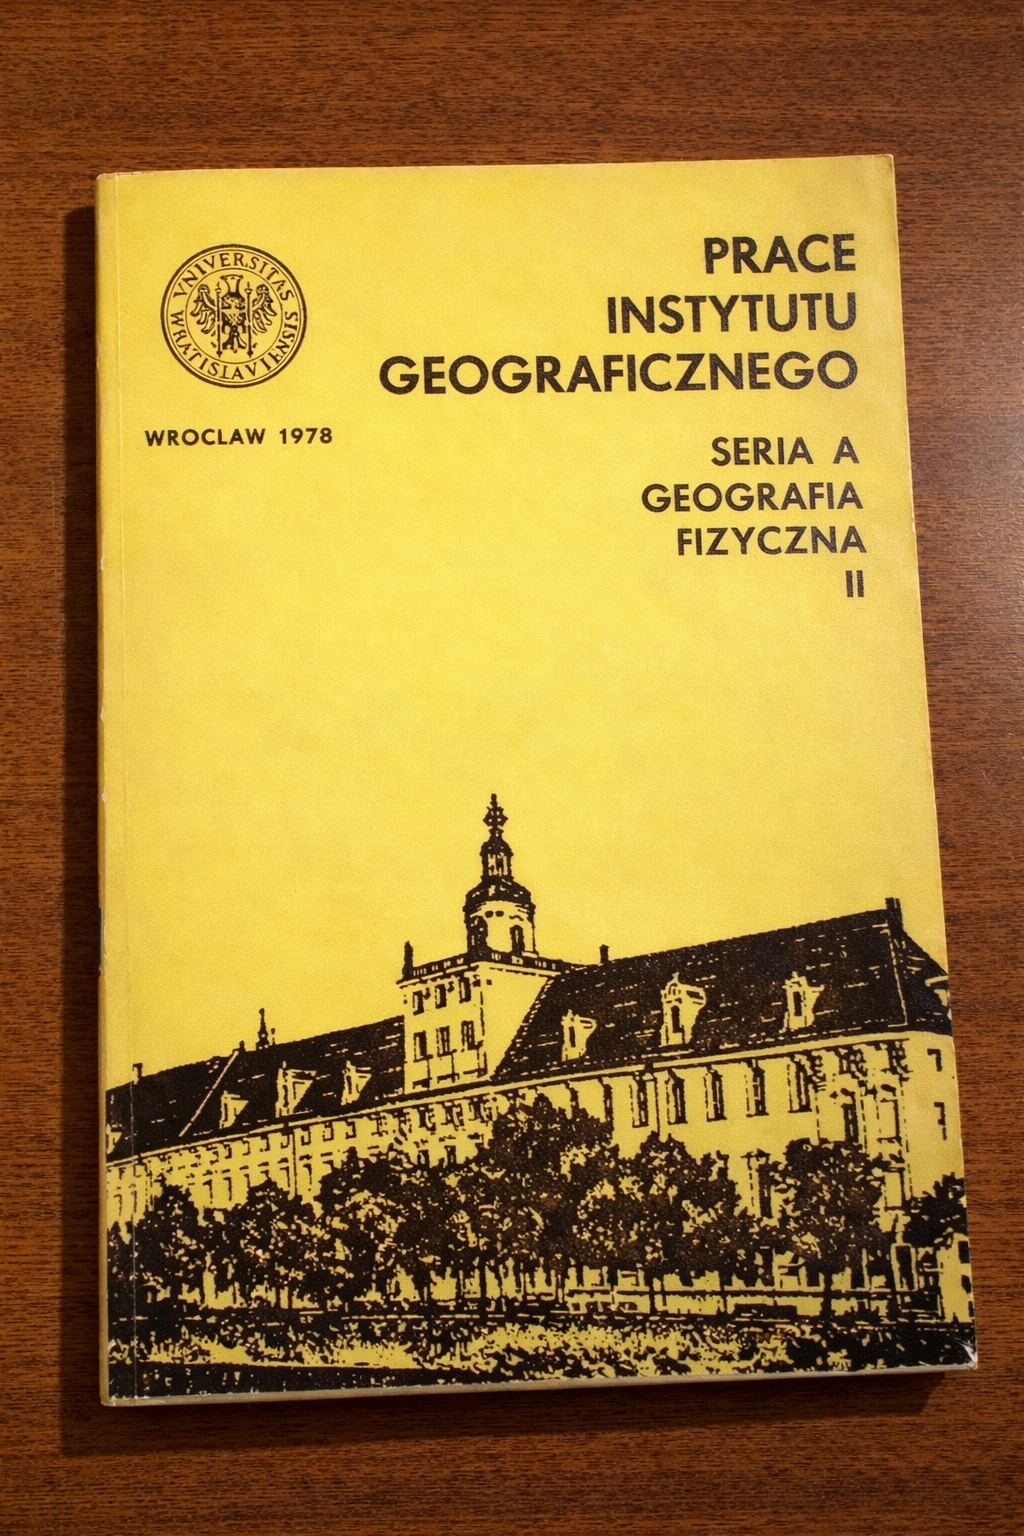 VNIVERSITAS
WRATISLAVIENSIS
WROCLAW 1978
PRACE
INSTYTUTU
GEOGRAFICZNEGO
SERIA A
GEOGRAFIA
FIZYCZNA
II